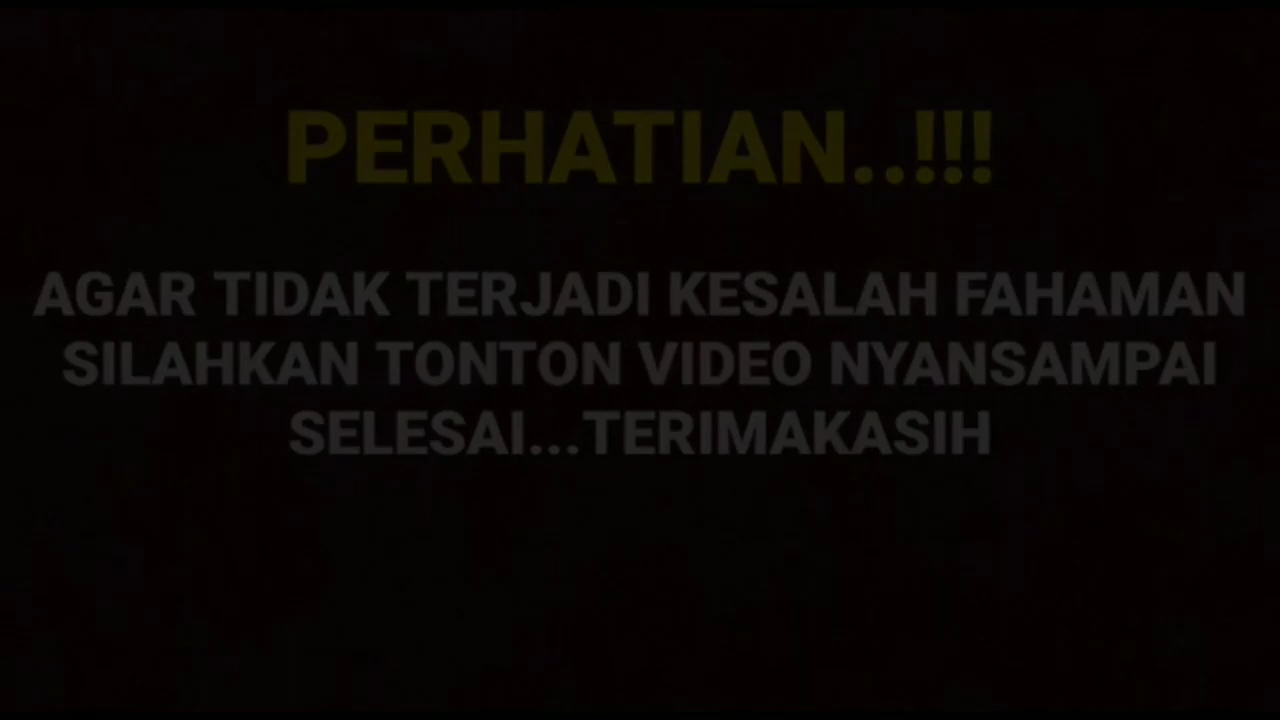 PERHATIAN..!!!
AGAR TIDAK TERJADI KESALAH FAHAMAN
SILAHKAN TONTON VIDEO NYANSAMPAI
SELESAI...TERIMAKASIH